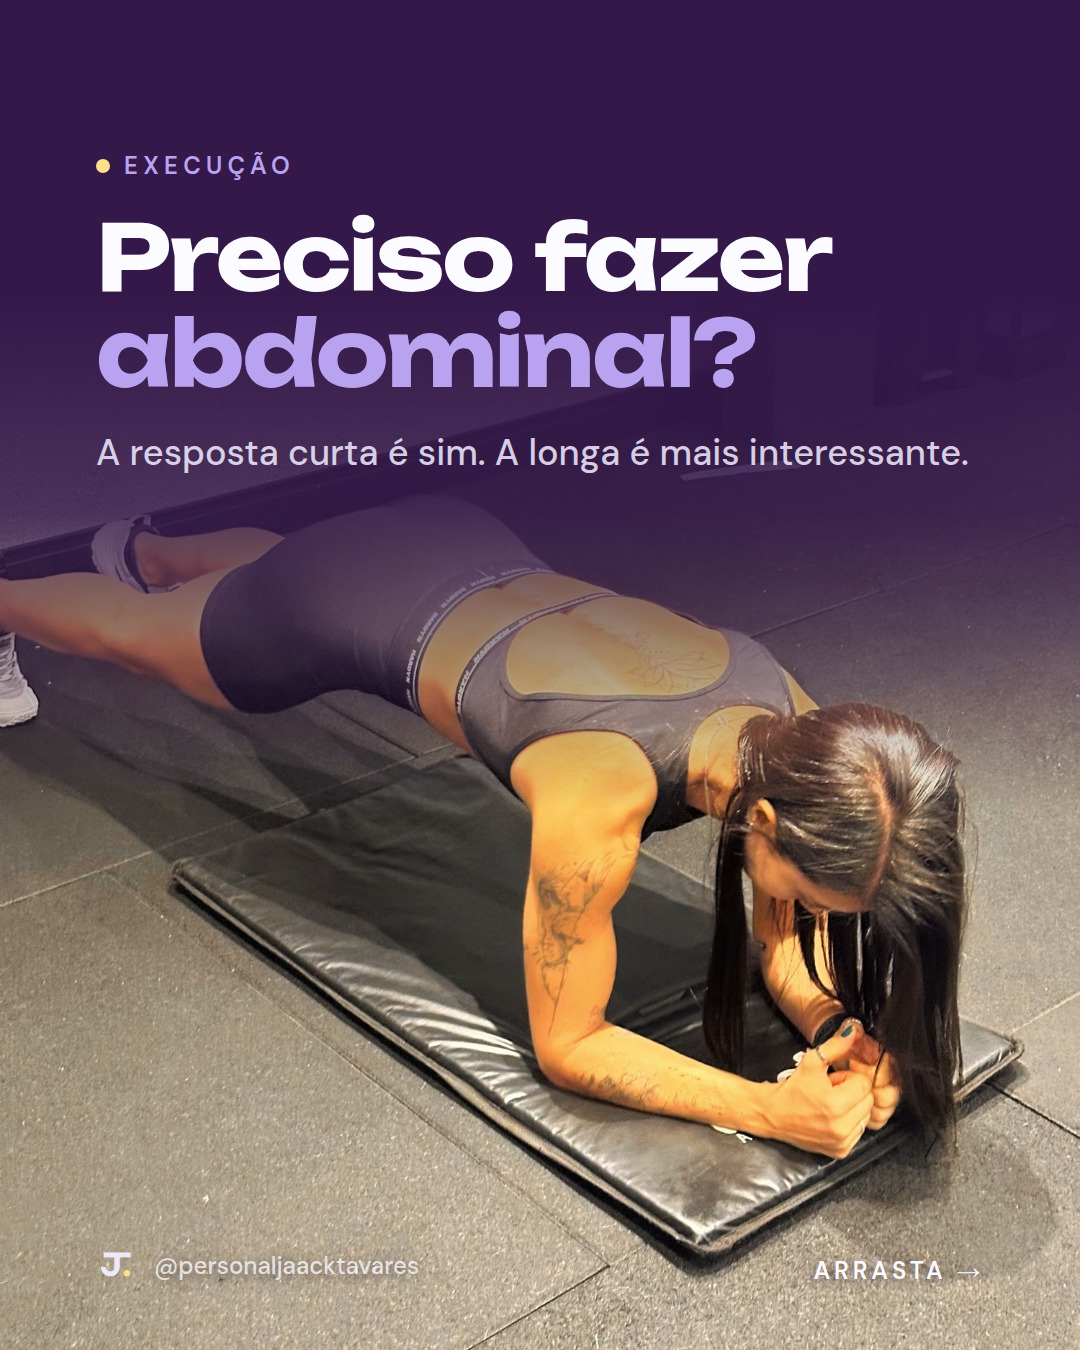 EXECUÇÃO
Preciso fazer
abdominal?
A resposta curta é sim. A longa é mais interessante.
J. @personaljaacktavares
ARRASTA →